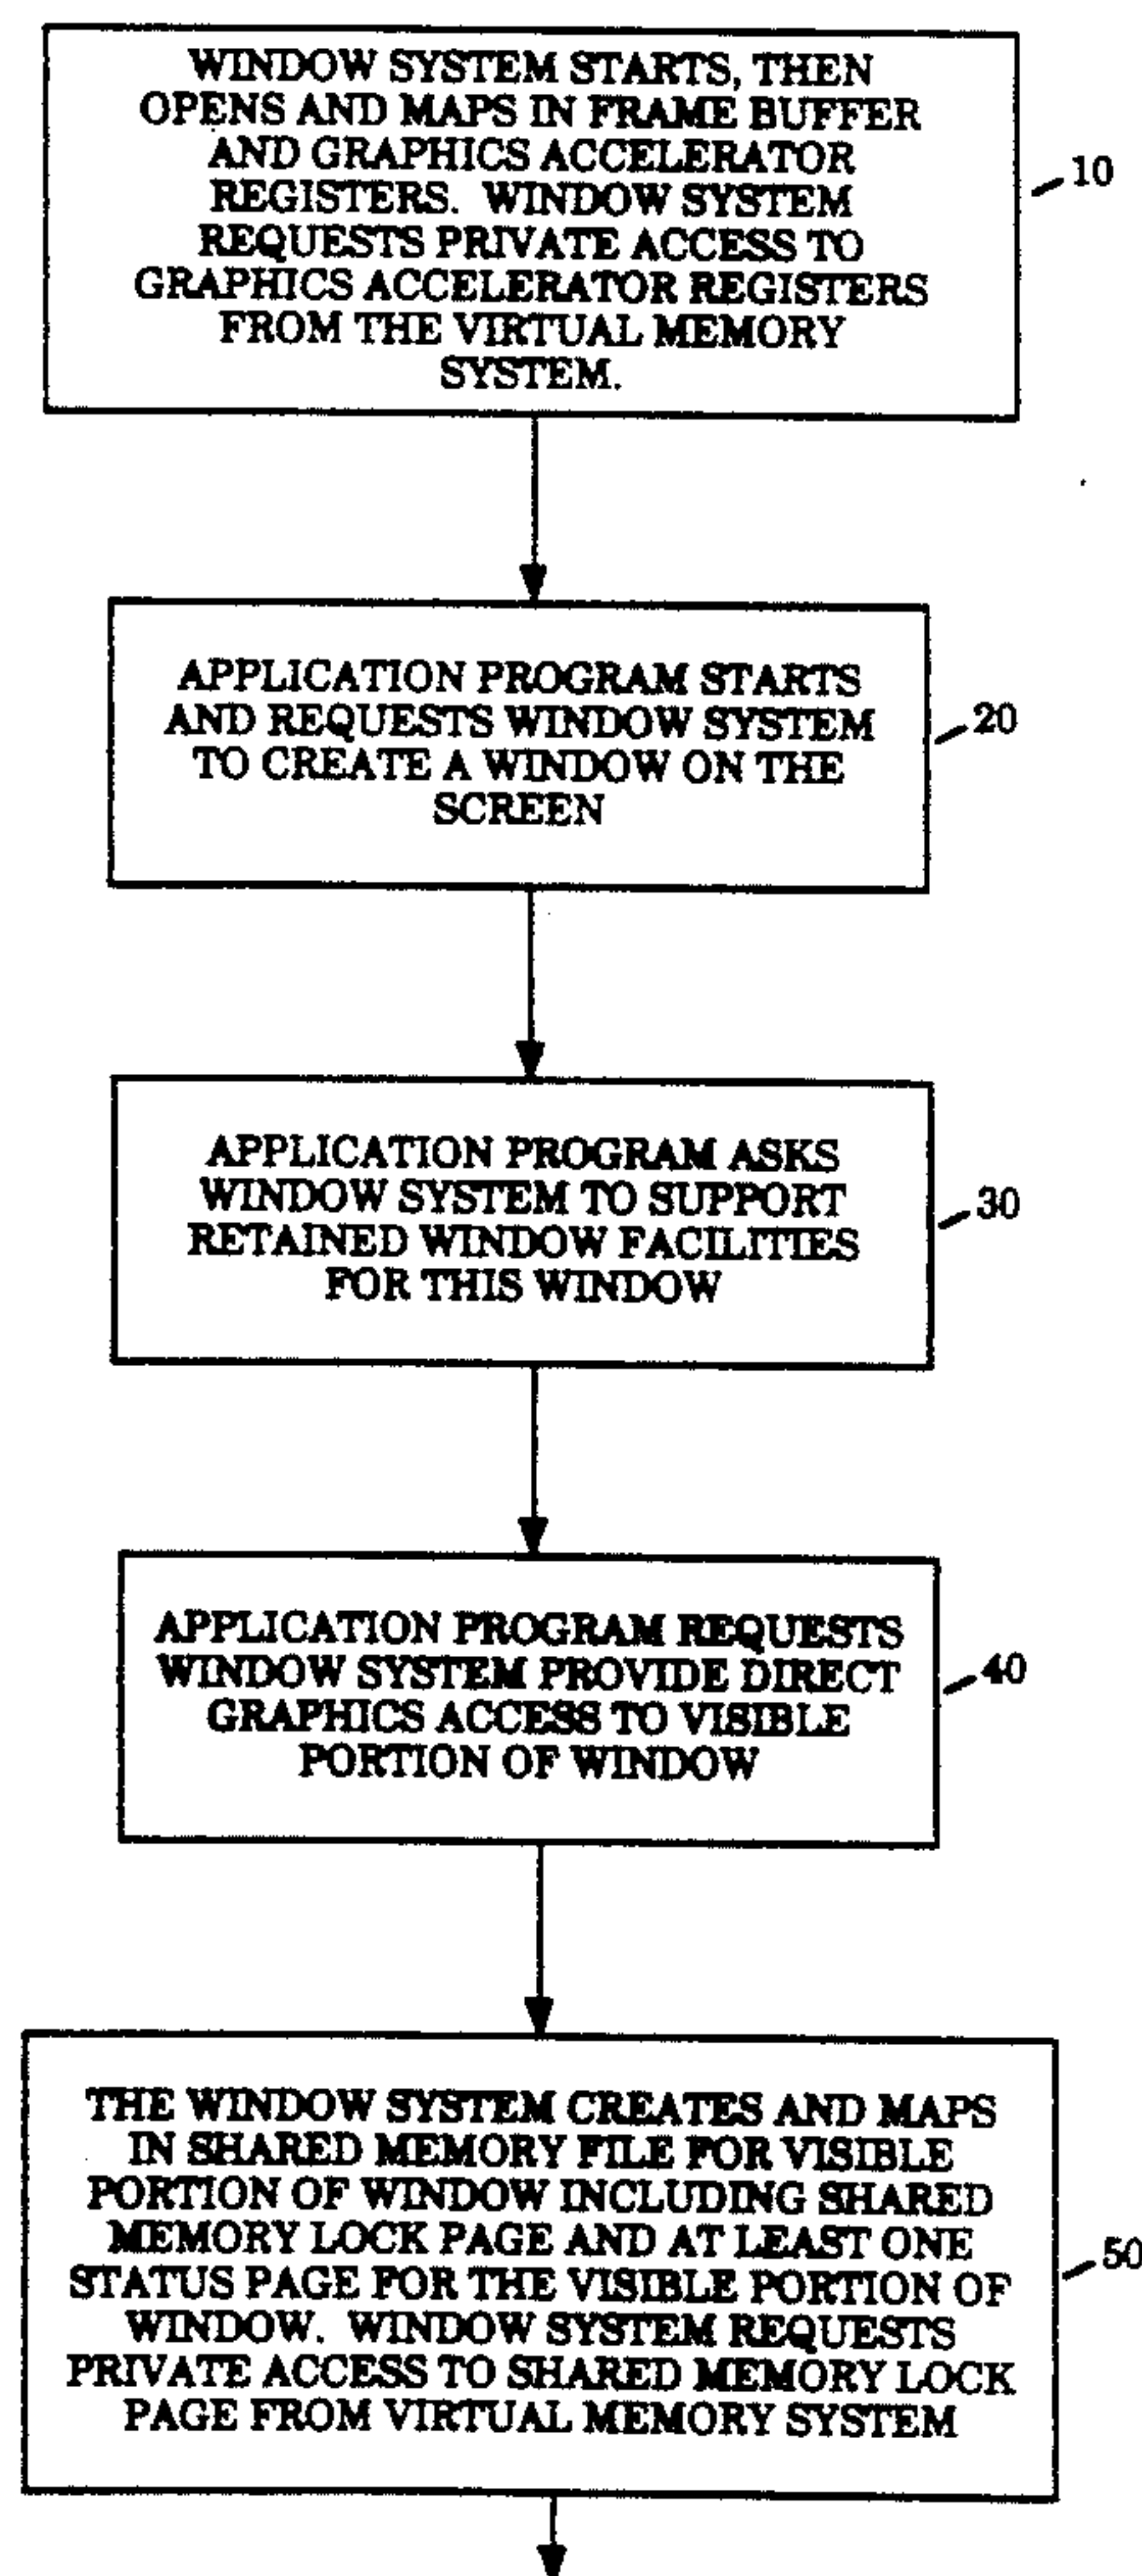 WINDOW SYSTEM STARTS, THEN
OPENS AND MAPS IN FRAME BUFFER
AND GRAPHICS ACCELERATOR
REGISTERS. WINDOW SYSTEM
REQUESTS PRIVATE ACCESS TO
GRAPHICS ACCELERATOR REGISTERS
FROM THE VIRTUAL MEMORY
SYSTEM.
10
APPLICATION PROGRAM STARTS
AND REQUESTS WINDOW SYSTEM
TO CREATE A WINDOW ON THE
SCREEN
20
APPLICATION PROGRAM ASKS
WINDOW SYSTEM TO SUPPORT
RETAINED WINDOW FACILITIES
FOR THIS WINDOW
30
APPLICATION PROGRAM REQUESTS
WINDOW SYSTEM PROVIDE DIRECT
GRAPHICS ACCESS TO VISIBLE
PORTION OF WINDOW
40
THE WINDOW SYSTEM CREATES AND MAPS
IN SHARED MEMORY FILE FOR VISIBLE
PORTION OF WINDOW INCLUDING SHARED
MEMORY LOCK PAGE AND AT LEAST ONE
STATUS PAGE FOR THE VISIBLE PORTION OF
WINDOW. WINDOW SYSTEM REQUESTS
PRIVATE ACCESS TO SHARED MEMORY LOCK
PAGE FROM VIRTUAL MEMORY SYSTEM
50